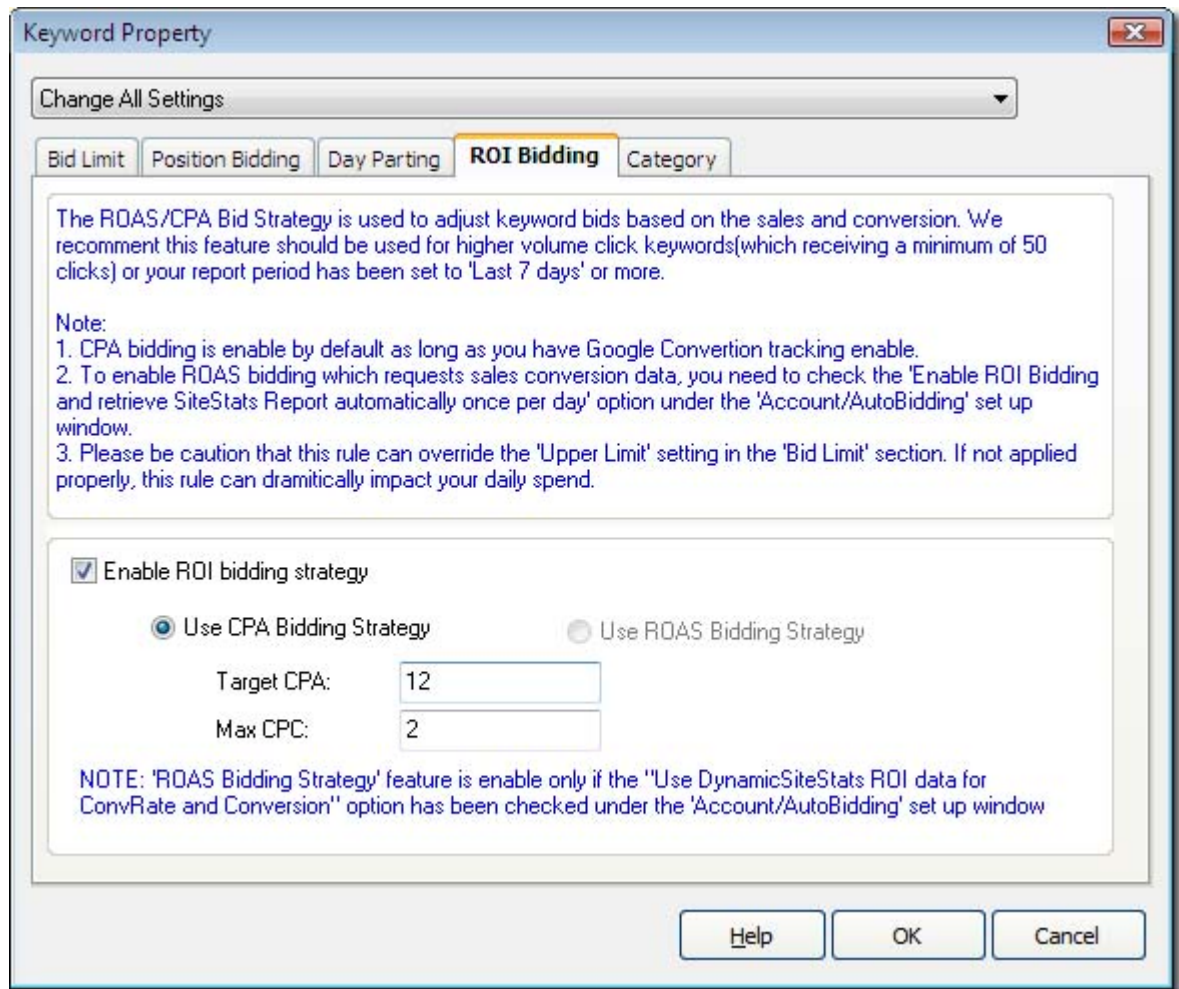 Keyword Property
Change All Settings
Bid Limit Position Bidding Day Parting ROI Bidding Category
The ROAS/CPA Bid Strategy is used to adjust keyword bids based on the sales and conversion. We
recomment this feature should be used for higher volume click keywords(which receiving a minimum of 50
clicks) or your report period has been set to 'Last 7 days' or more.
Note:
1. CPA bidding is enable by default as long as you have Google Convertion tracking enable.
2. To enable ROAS bidding which requests sales conversion data, you need to check the 'Enable ROI Bidding
and retrieve SiteStats Report automatically once per day' option under the 'Account/AutoBidding' set up
window.
3. Please be caution that this rule can override the 'Upper Limit' setting in the 'Bid Limit' section. If not applied
properly, this rule can dramitically impact your daily spend.
Enable ROI bidding strategy
Use CPA Bidding Strategy Use ROAS Bidding Strategy
Target CPA: 12
Max CPC: 2
NOTE: 'ROAS Bidding Strategy' feature is enable only if the "Use DynamicSiteStats ROI data for
ConvRate and Conversion" option has been checked under the 'Account/AutoBidding' set up window
Help OK Cancel